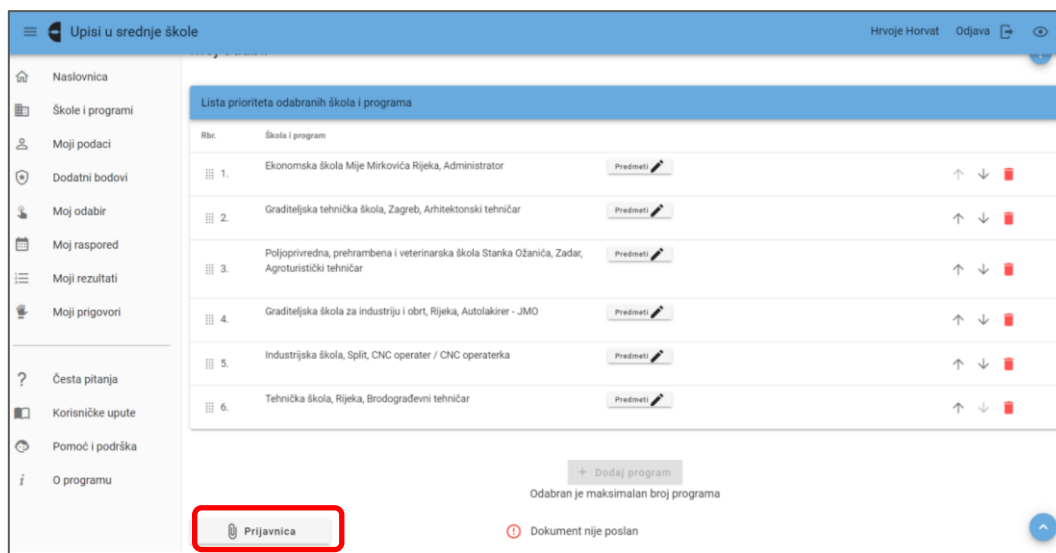 Upisi u srednje škole
Hrvoje Horvat Odjava
Naslovnica
Škole i programi
Moji podaci
Dodatni bodovi
Moj odabir
Moj raspored
Moji rezultati
Moji prigovori
Česta pitanja
Korisničke upute
Pomoć i podrška
O programu
Lista prioriteta odabranih škola i programa
Rbr. Škola i program
1. Ekonomska škola Mije Mirkovića Rijeka, Administrator Predmeti
2. Graditeljska tehnička škola, Zagreb, Arhitektonski tehničar Predmeti
3. Poljoprivredna, prehrambena i veterinarska škola Stanka Ožanića, Zadar, Predmeti
Agroturistički tehničar
4. Graditeljska škola za industriju i obrt, Rijeka, Autolakirer - JMO Predmeti
5. Industrijska škola, Split, CNC operater / CNC operaterka Predmeti
6. Tehnička škola, Rijeka, Brodograđevni tehničar Predmeti
+ Dodaj program
Odabran je maksimalan broj programa
Prijavnica
Dokument nije poslan